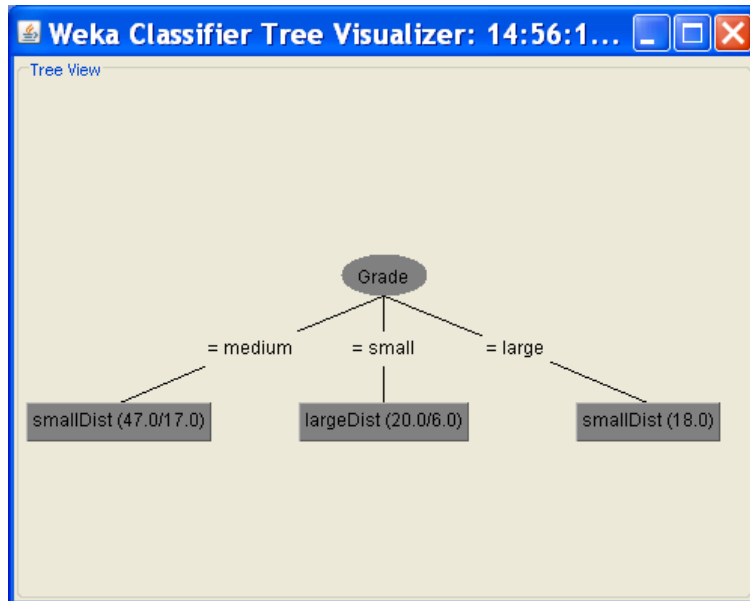 Weka Classifier Tree Visualizer: 14:56:1...
Tree View
Grade
= medium
= small
= large
smallDist (47.0/17.0)
largeDist (20.0/6.0)
smallDist (18.0)